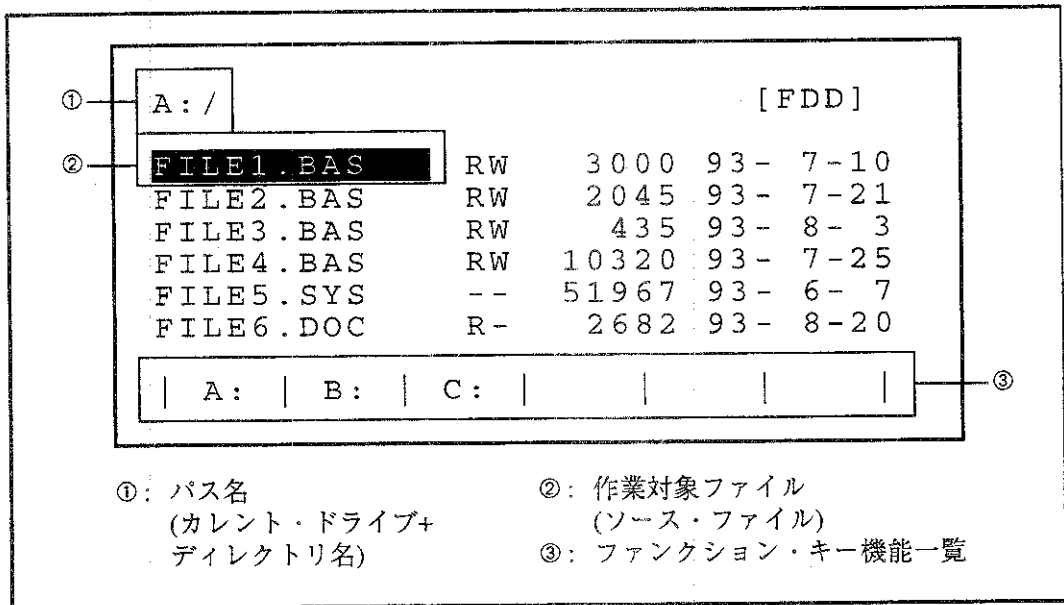 ① A:/ [FDD]
② FILE1.BAS RW 3000 93- 7-10
FILE2.BAS RW 2045 93- 7-21
FILE3.BAS RW 435 93- 8- 3
FILE4.BAS RW 10320 93- 7-25
FILE5.SYS -- 51967 93- 6- 7
FILE6.DOC R- 2682 93- 8-20
| A: | B: | C: | | | | ③
①: パス名
(カレント・ドライブ+
ディレクトリ名)
②: 作業対象ファイル
(ソース・ファイル)
③: ファンクション・キー機能一覧